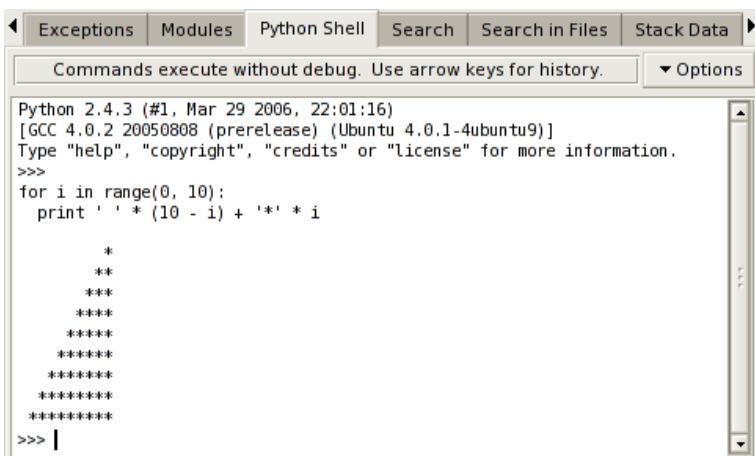 Exceptions Modules Python Shell Search Search in Files Stack Data
Commands execute without debug.  Use arrow keys for history. Options
Python 2.4.3 (#1, Mar 29 2006, 22:01:16)
[GCC 4.0.2 20050808 (prerelease) (Ubuntu 4.0.1-4ubuntu9)]
Type "help", "copyright", "credits" or "license" for more information.
>>>
for i in range(0, 10):
  print ' ' * (10 - i) + '*' * i

         *
        **
       ***
      ****
     *****
    ******
   *******
  ********
 *********
>>>